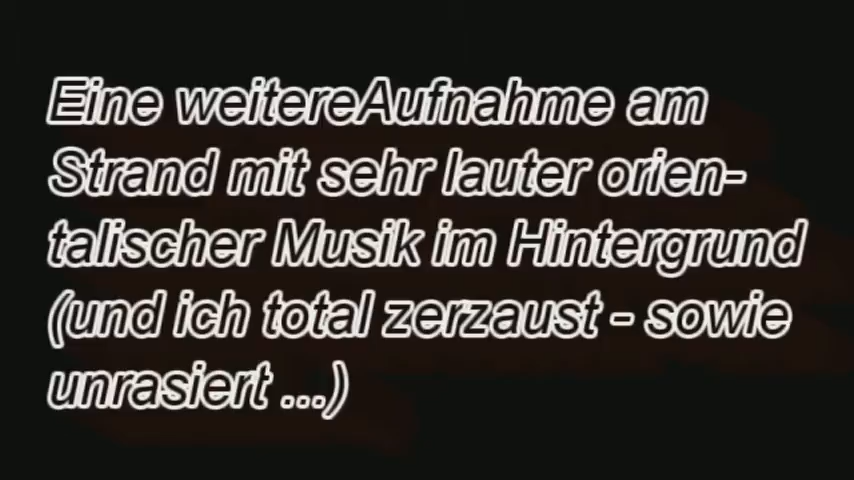 Eine weitereAufnahme am
Strand mit sehr lauter orien-
talischer Musik im Hintergrund
(und ich total zerzaust - sowie
unrasiert ...)